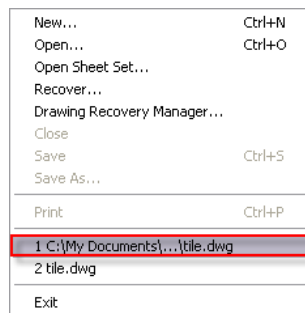 New... Ctrl+N
Open... Ctrl+O
Open Sheet Set...
Recover...
Drawing Recovery Manager...
Close
Save Ctrl+S
Save As...
Print Ctrl+P
1 C:\My Documents\...\tile.dwg
2 tile.dwg
Exit